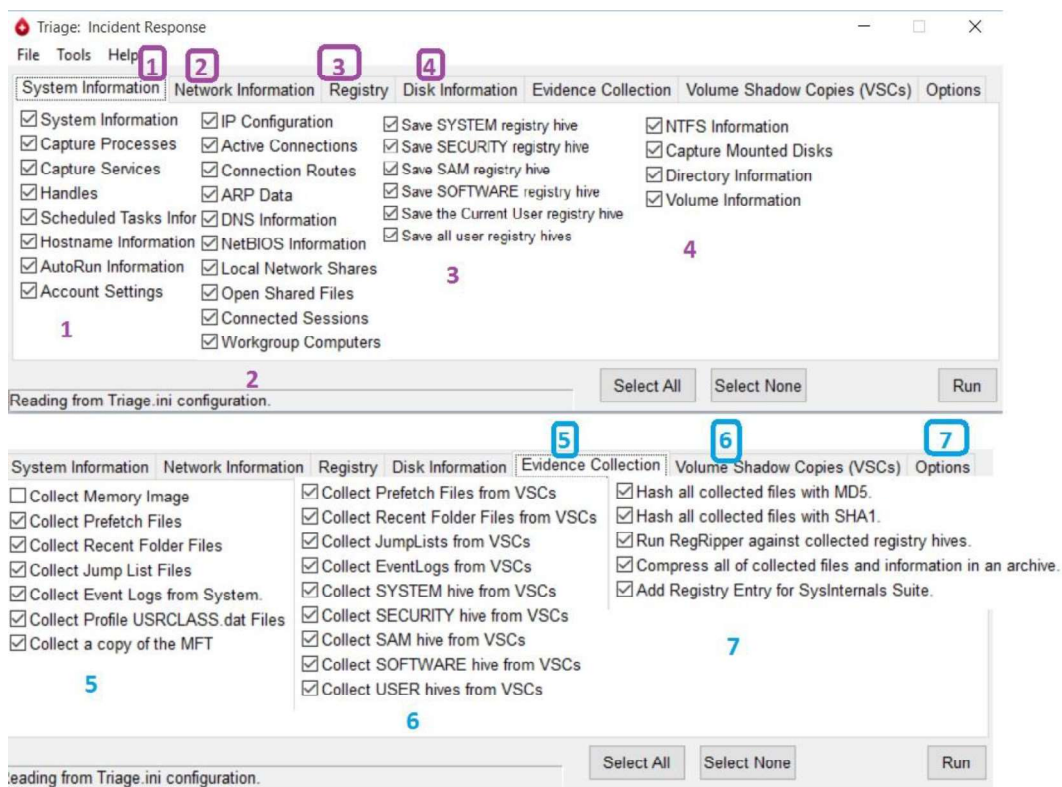 Triage: Incident Response
File Tools Help
1 2 3 4
System Information Network Information Registry Disk Information Evidence Collection Volume Shadow Copies (VSCs) Options
System Information
Capture Processes
Capture Services
Handles
Scheduled Tasks Infor
Hostname Information
AutoRun Information
Account Settings
1
IP Configuration
Active Connections
Connection Routes
ARP Data
DNS Information
NetBIOS Information
Local Network Shares
Open Shared Files
Connected Sessions
Workgroup Computers
2
Save SYSTEM registry hive
Save SECURITY registry hive
Save SAM registry hive
Save SOFTWARE registry hive
Save the Current User registry hive
Save all user registry hives
3
NTFS Information
Capture Mounted Disks
Directory Information
Volume Information
4
Reading from Triage.ini configuration.
Select All Select None Run
5 6 7
System Information Network Information Registry Disk Information Evidence Collection Volume Shadow Copies (VSCs) Options
Collect Memory Image
Collect Prefetch Files
Collect Recent Folder Files
Collect Jump List Files
Collect Event Logs from System.
Collect Profile USRCLASS.dat Files
Collect a copy of the MFT
5
Collect Prefetch Files from VSCs
Collect Recent Folder Files from VSCs
Collect JumpLists from VSCs
Collect EventLogs from VSCs
Collect SYSTEM hive from VSCs
Collect SECURITY hive from VSCs
Collect SAM hive from VSCs
Collect SOFTWARE hive from VSCs
Collect USER hives from VSCs
6
Hash all collected files with MD5.
Hash all collected files with SHA1.
Run RegRipper against collected registry hives.
Compress all of collected files and information in an archive.
Add Registry Entry for SysInternals Suite.
7
eading from Triage.ini configuration.
Select All Select None Run